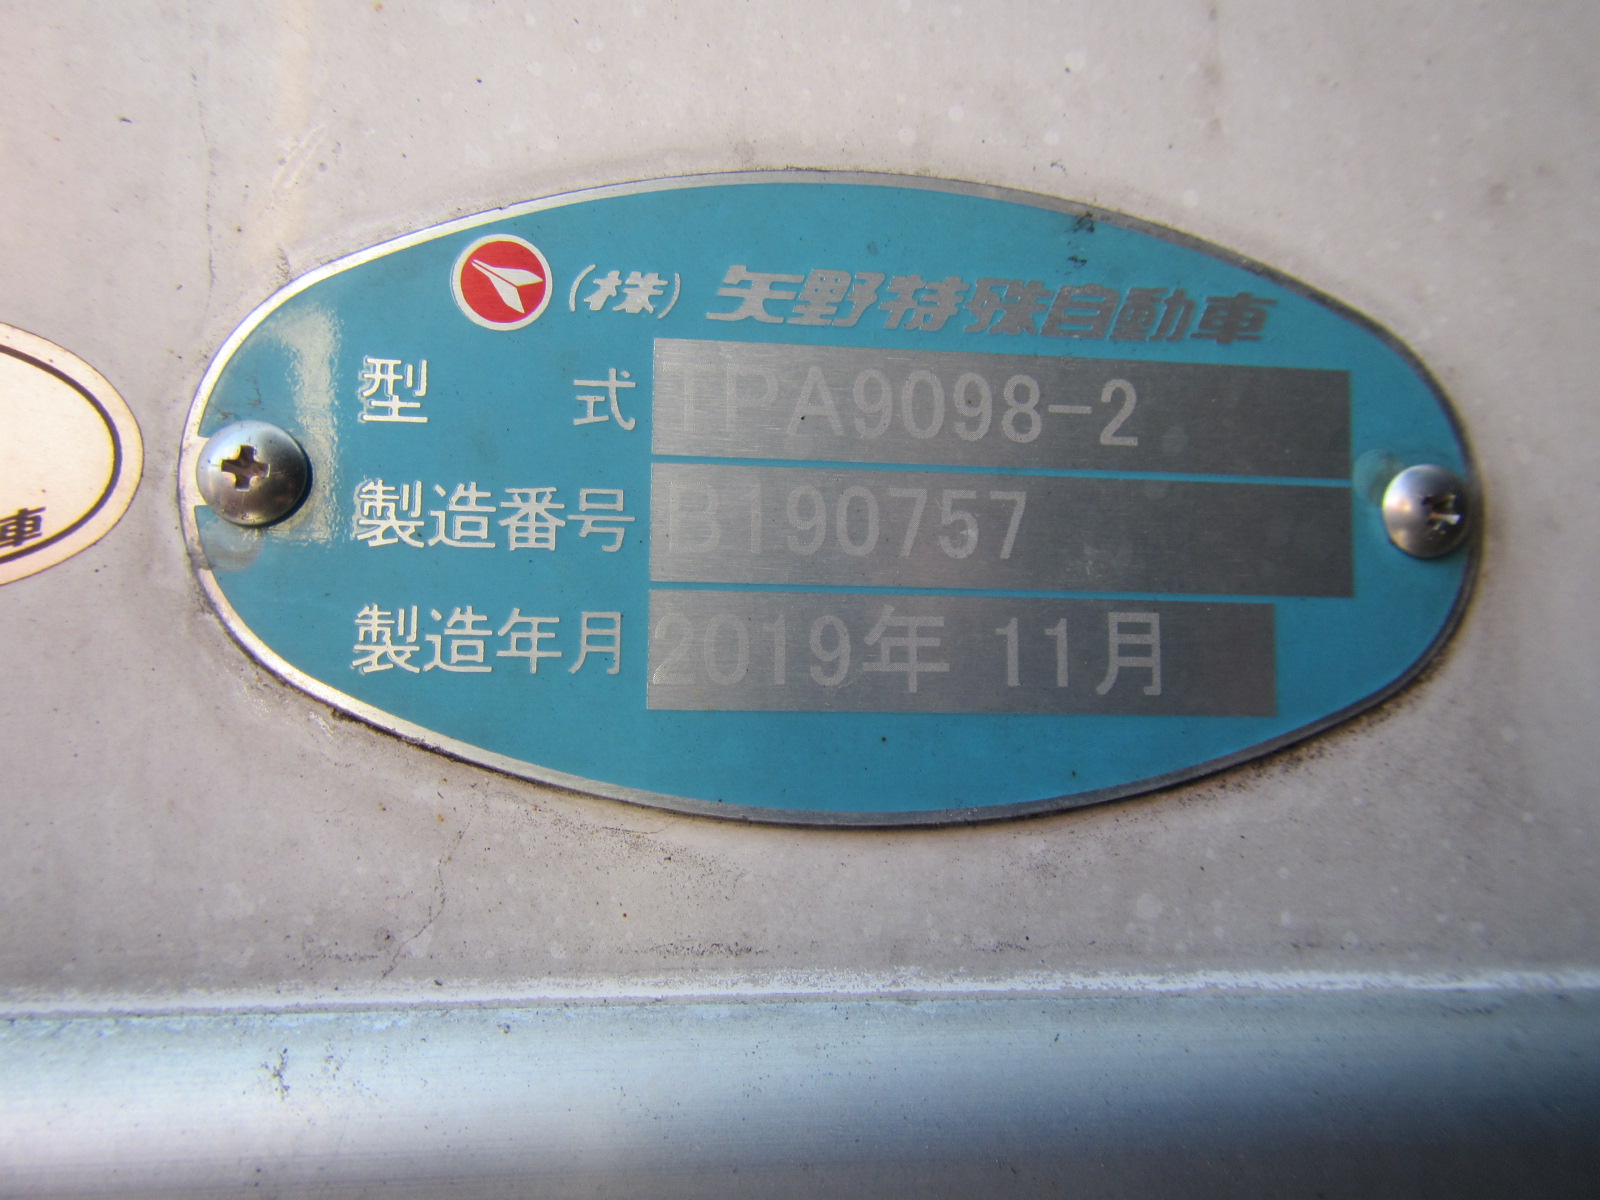 (株) 矢野特殊自動車
型 式 TPA9098-2
製造番号 B190757
製造年月 2019年 11月
車